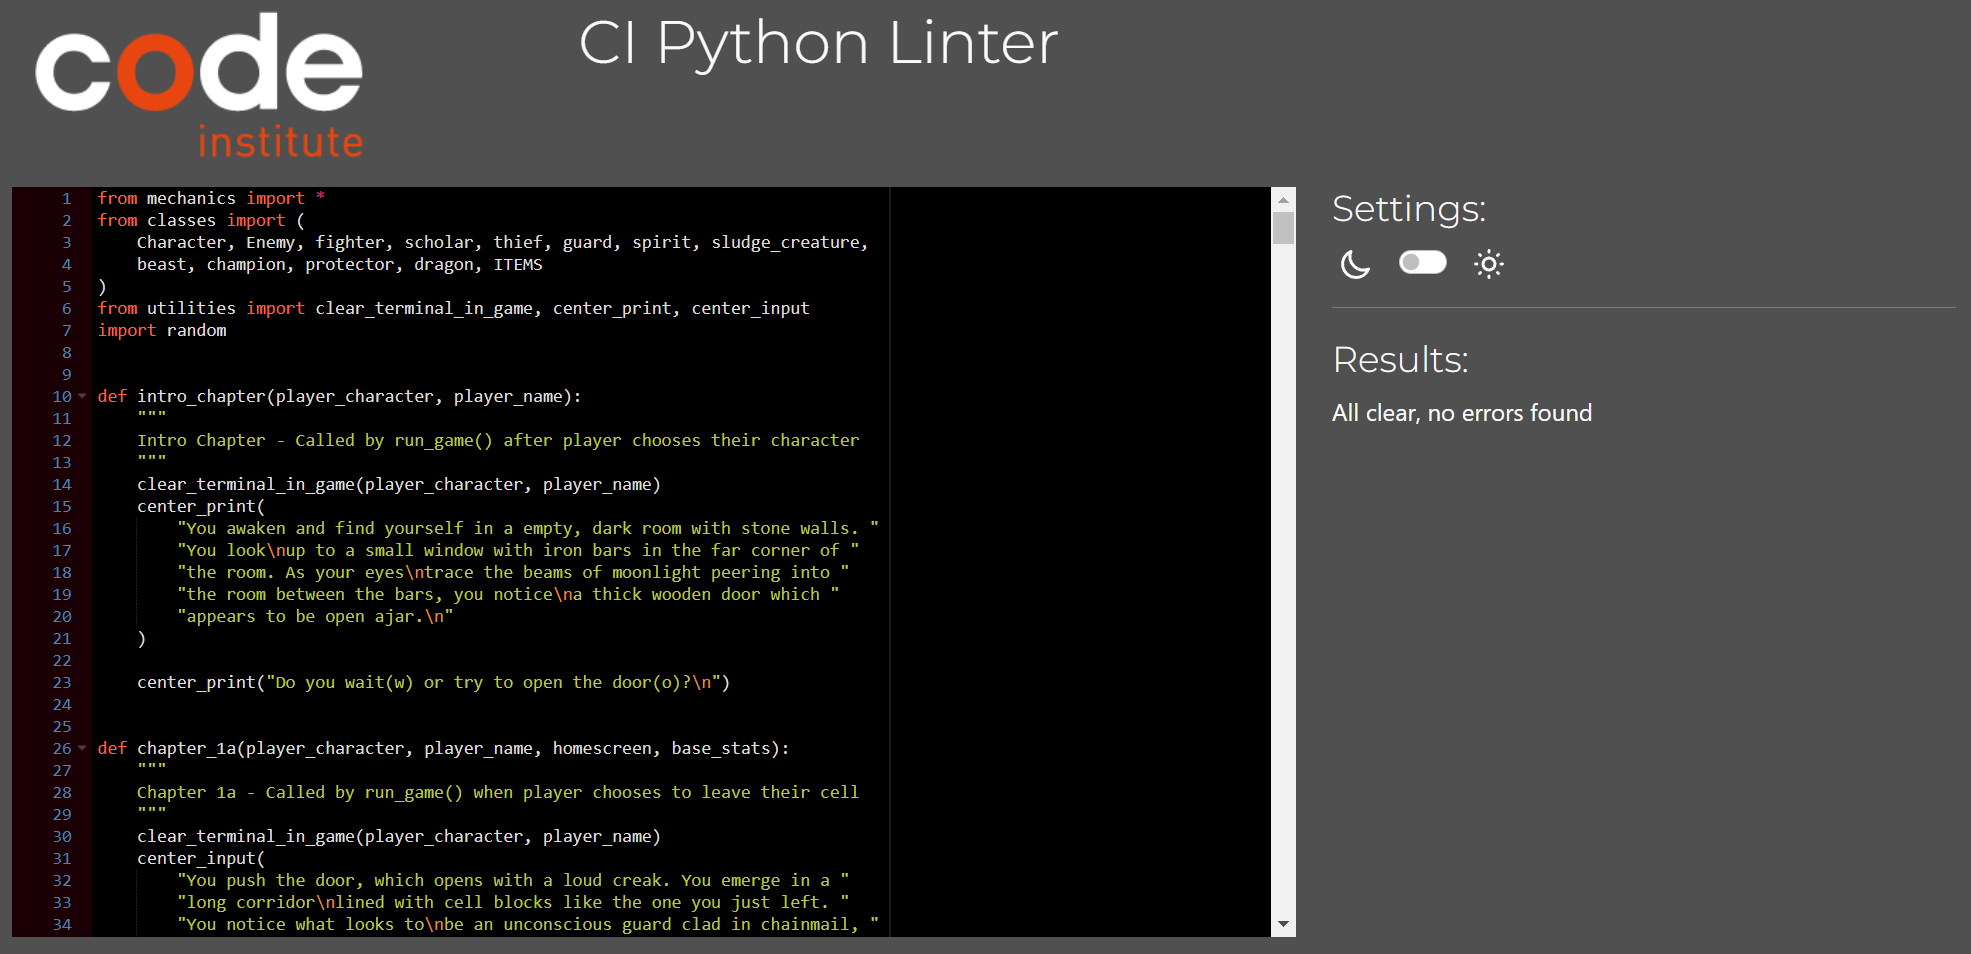 code
institute
CI Python Linter
1 from mechanics import *
2 from classes import (
3     Character, Enemy, fighter, scholar, thief, guard, spirit, sludge_creature,
4     beast, champion, protector, dragon, ITEMS
5 )
6 from utilities import clear_terminal_in_game, center_print, center_input
7 import random
8
9
10 def intro_chapter(player_character, player_name):
11     """
12     Intro Chapter - Called by run_game() after player chooses their character
13     """
14     clear_terminal_in_game(player_character, player_name)
15     center_print(
16         "You awaken and find yourself in a empty, dark room with stone walls. "
17         "You look\nup to a small window with iron bars in the far corner of "
18         "the room. As your eyes\ntrace the beams of moonlight peering into "
19         "the room between the bars, you notice\na thick wooden door which "
20         "appears to be open ajar.\n"
21     )
22
23     center_print("Do you wait(w) or try to open the door(o)?\n")
24
25
26 def chapter_1a(player_character, player_name, homescreen, base_stats):
27     """
28     Chapter 1a - Called by run_game() when player chooses to leave their cell
29     """
30     clear_terminal_in_game(player_character, player_name)
31     center_input(
32         "You push the door, which opens with a loud creak. You emerge in a "
33         "long corridor\nlined with cell blocks like the one you just left. "
34         "You notice what looks to\nbe an unconscious guard clad in chainmail, "
Settings:
Results:
All clear, no errors found